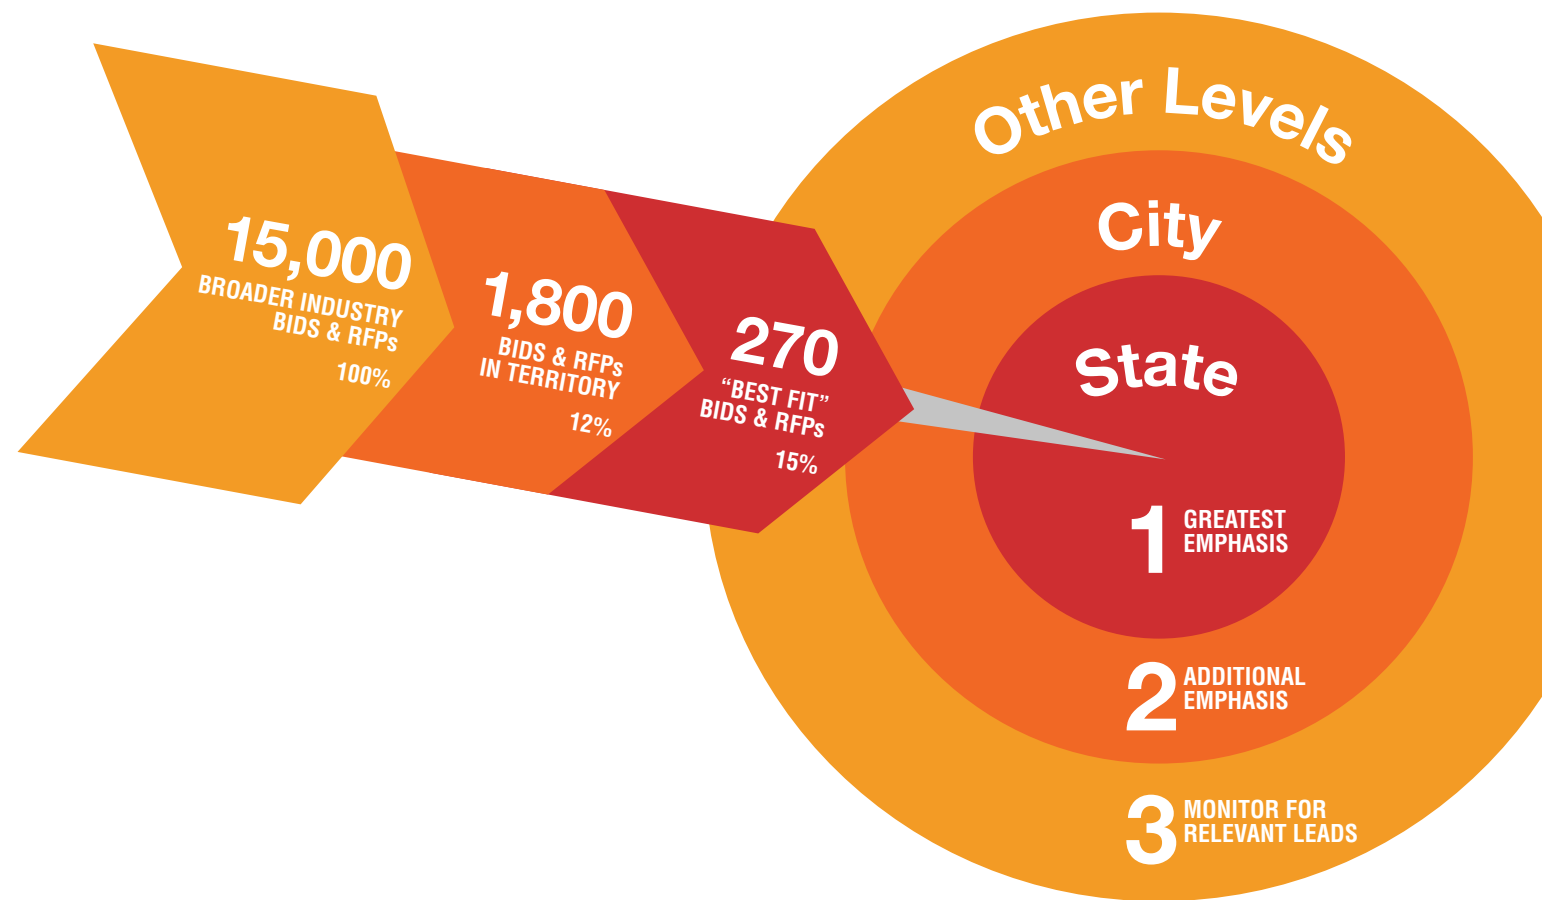 15,000
BROADER INDUSTRY
BIDS & RFPs
100%
1,800
BIDS & RFPs
IN TERRITORY
12%
270
“BEST FIT”
BIDS & RFPs
15%
Other Levels
City
State
1
GREATEST
EMPHASIS
2
ADDITIONAL
EMPHASIS
3
MONITOR FOR
RELEVANT LEADS